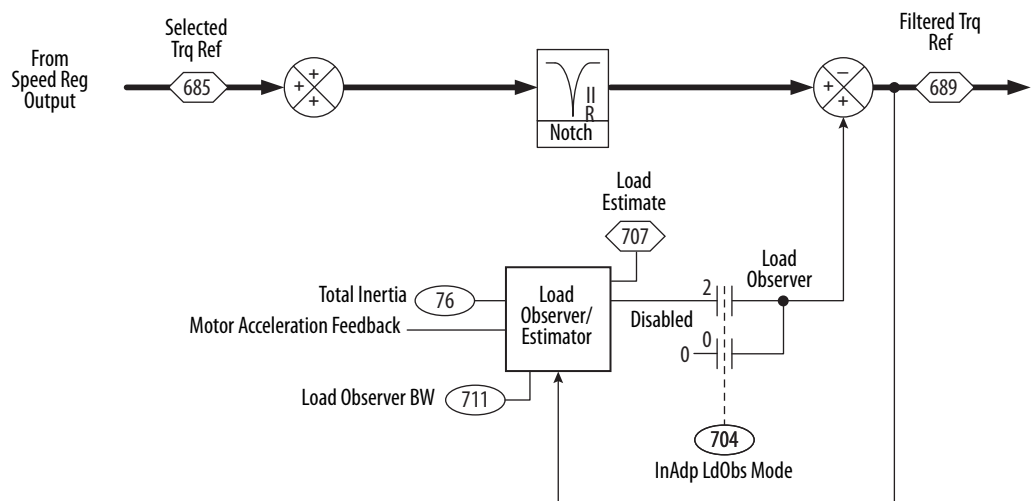 From
Speed Reg
Output
Selected
Trq Ref
685
+
+ +
+
II
R
Notch
Filtered Trq
Ref
−
+ +
+
689
Load
Estimate
707
Total Inertia
76
Motor Acceleration Feedback
Load
Observer/
Estimator
Load Observer BW
711
2
Disabled
0
0
Load
Observer
704
InAdp LdObs Mode